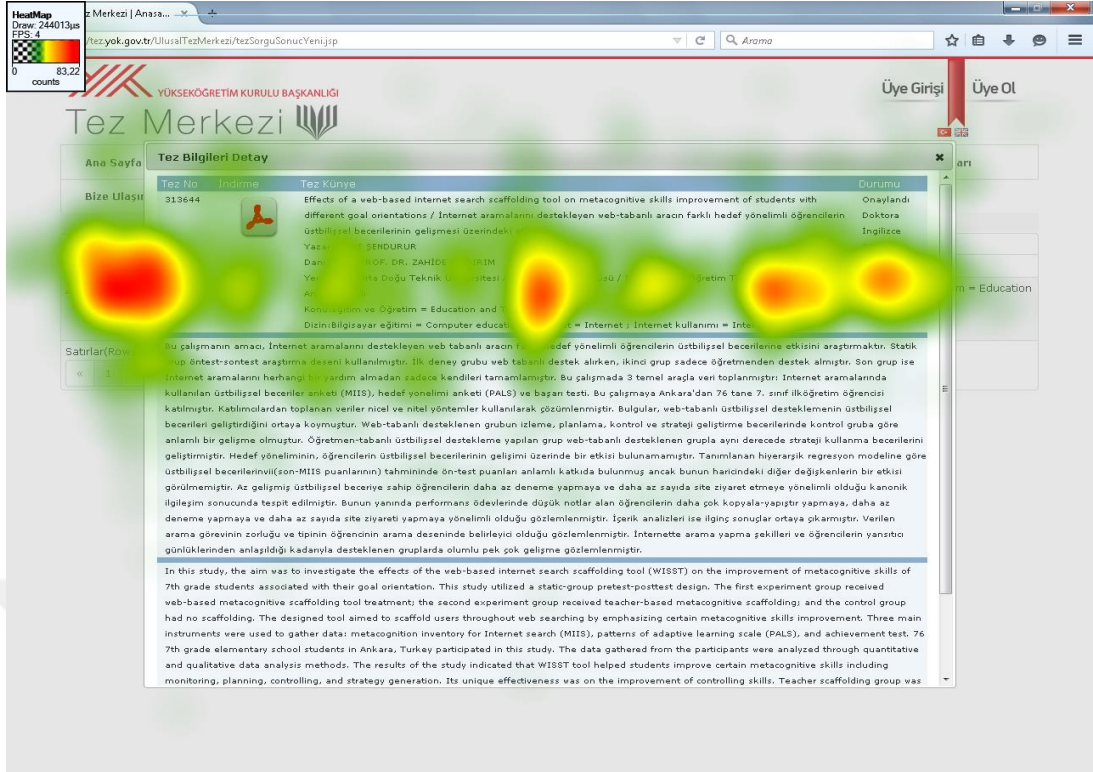 HeatMap
Draw: 244013µs
FPS: 4
0 83,22
counts
z Merkezi | Anasa...
/tez.yok.gov.tr/UlusalTezMerkezi/tezSorguSonucYeni.jsp
Arama
YÜKSEKÖĞRETİM KURULU BAŞKANLIĞI
Üye Girişi Üye Ol
Tez Merkezi
Ana Sayfa
Tez Bilgileri Detay
arı
Bize Ulaşı
Tez No İndirme Tez Künye Durumu
313644 Effects of a web-based internet search scaffolding tool on metacognitive skills improvement of students with Onaylandı
different goal orientations / İnternet aramalarını destekleyen web-tabanlı aracın farklı hedef yönelimli öğrencilerin Doktora
üstbilişsel becerilerinin gelişmesi üzerindeki İngilizce
ŞENDURUR
PROF. DR. ZAHİDE
Orta Doğu Teknik
= Education
Konu:Eğitim ve Öğretim = Education and
Dizin:Bilgisayar eğitimi = Computer = Internet ; İnternet kullanımı =
Satırlar(Row
« 1
Bu çalışmanın amacı, İnternet aramalarını destekleyen web tabanlı aracın hedef yönelimli öğrencilerin üstbilişsel becerilerine etkisini araştırmaktır. Statik
grup öntest-sontest araştırma deseni kullanılmıştır. İlk deney grubu web tabanlı destek alırken, ikinci grup sadece öğretmenden destek almıştır. Son grup ise
İnternet aramalarını herhangi bir yardım almadan sadece kendileri tamamlamıştır. Bu çalışmada 3 temel araçla veri toplanmıştır: Internet aramalarında
kullanılan üstbilişsel beceriler anketi (MIIS), hedef yonelimi anketi (PALS) ve başarı testi. Bu çalışmaya Ankara'dan 76 tane 7. sınıf ilköğretim öğrencisi
katılmıştır. Katılımcılardan toplanan veriler nicel ve nitel yöntemler kullanılarak çözümlenmiştir. Bulgular, web-tabanlı üstbilişsel desteklemenin üstbilişsel
becerileri geliştirdiğini ortaya koymuştur. Web-tabanlı desteklenen grubun izleme, planlama, kontrol ve strateji geliştirme becerilerinde kontrol gruba göre
anlamlı bir gelişme olmuştur. Öğretmen-tabanlı üstbilişsel destekleme yapılan grup web-tabanlı desteklenen grupla aynı derecede strateji kullanma becerilerini
geliştirmiştir. Hedef yöneliminin, öğrencilerin üstbilişsel becerilerinin gelişimi üzerinde bir etkisi bulunamamıştır. Tanımlanan hiyerarşik regresyon modeline göre
üstbilişsel becerilerinvii(son-MIIS puanlarının) tahmininde ön-test puanları anlamlı katkıda bulunmuş ancak bunun haricindeki diğer değişkenlerin bir etkisi
görülmemiştir. Az gelişmiş üstbilişsel beceriye sahip öğrencilerin daha az deneme yapmaya ve daha az sayıda site ziyaret etmeye yönelimli olduğu kanonik
ilgileşim sonucunda tespit edilmiştir. Bunun yanında performans ödevlerinde düşük notlar alan öğrencilerin daha çok kopyala-yapıştır yapmaya, daha az
deneme yapmaya ve daha az sayıda site ziyareti yapmaya yönelimli olduğu gözlemlenmiştir. İçerik analizleri ise ilginç sonuçlar ortaya çıkarmıştır. Verilen
arama görevinin zorluğu ve tipinin öğrencinin arama deseninde belirleyici olduğu gözlemlenmiştir. İnternette arama yapma şekilleri ve öğrencilerin yansıtıcı
günlüklerinden anlaşıldığı kadarıyla desteklenen gruplarda olumlu pek çok gelişme gözlemlenmiştir.
In this study, the aim was to investigate the effects of the web-based internet search scaffolding tool (WISST) on the improvement of metacognitive skills of
7th grade students associated with their goal orientation. This study utilized a static-group pretest-posttest design. The first experiment group received
web-based metacognitive scaffolding tool treatment; the second experiment group received teacher-based metacognitive scaffolding; and the control group
had no scaffolding. The designed tool aimed to scaffold users throughout web searching by emphasizing certain metacognitive skills improvement. Three main
instruments were used to gather data: metacognition inventory for Internet search (MIIS), patterns of adaptive learning scale (PALS), and achievement test. 76
7th grade elementary school students in Ankara, Turkey participated in this study. The data gathered from the participants were analyzed through quantitative
and qualitative data analysis methods. The results of the study indicated that WISST tool helped students improve certain metacognitive skills including
monitoring, planning, controlling, and strategy generation. Its unique effectiveness was on the improvement of controlling skills. Teacher scaffolding group was